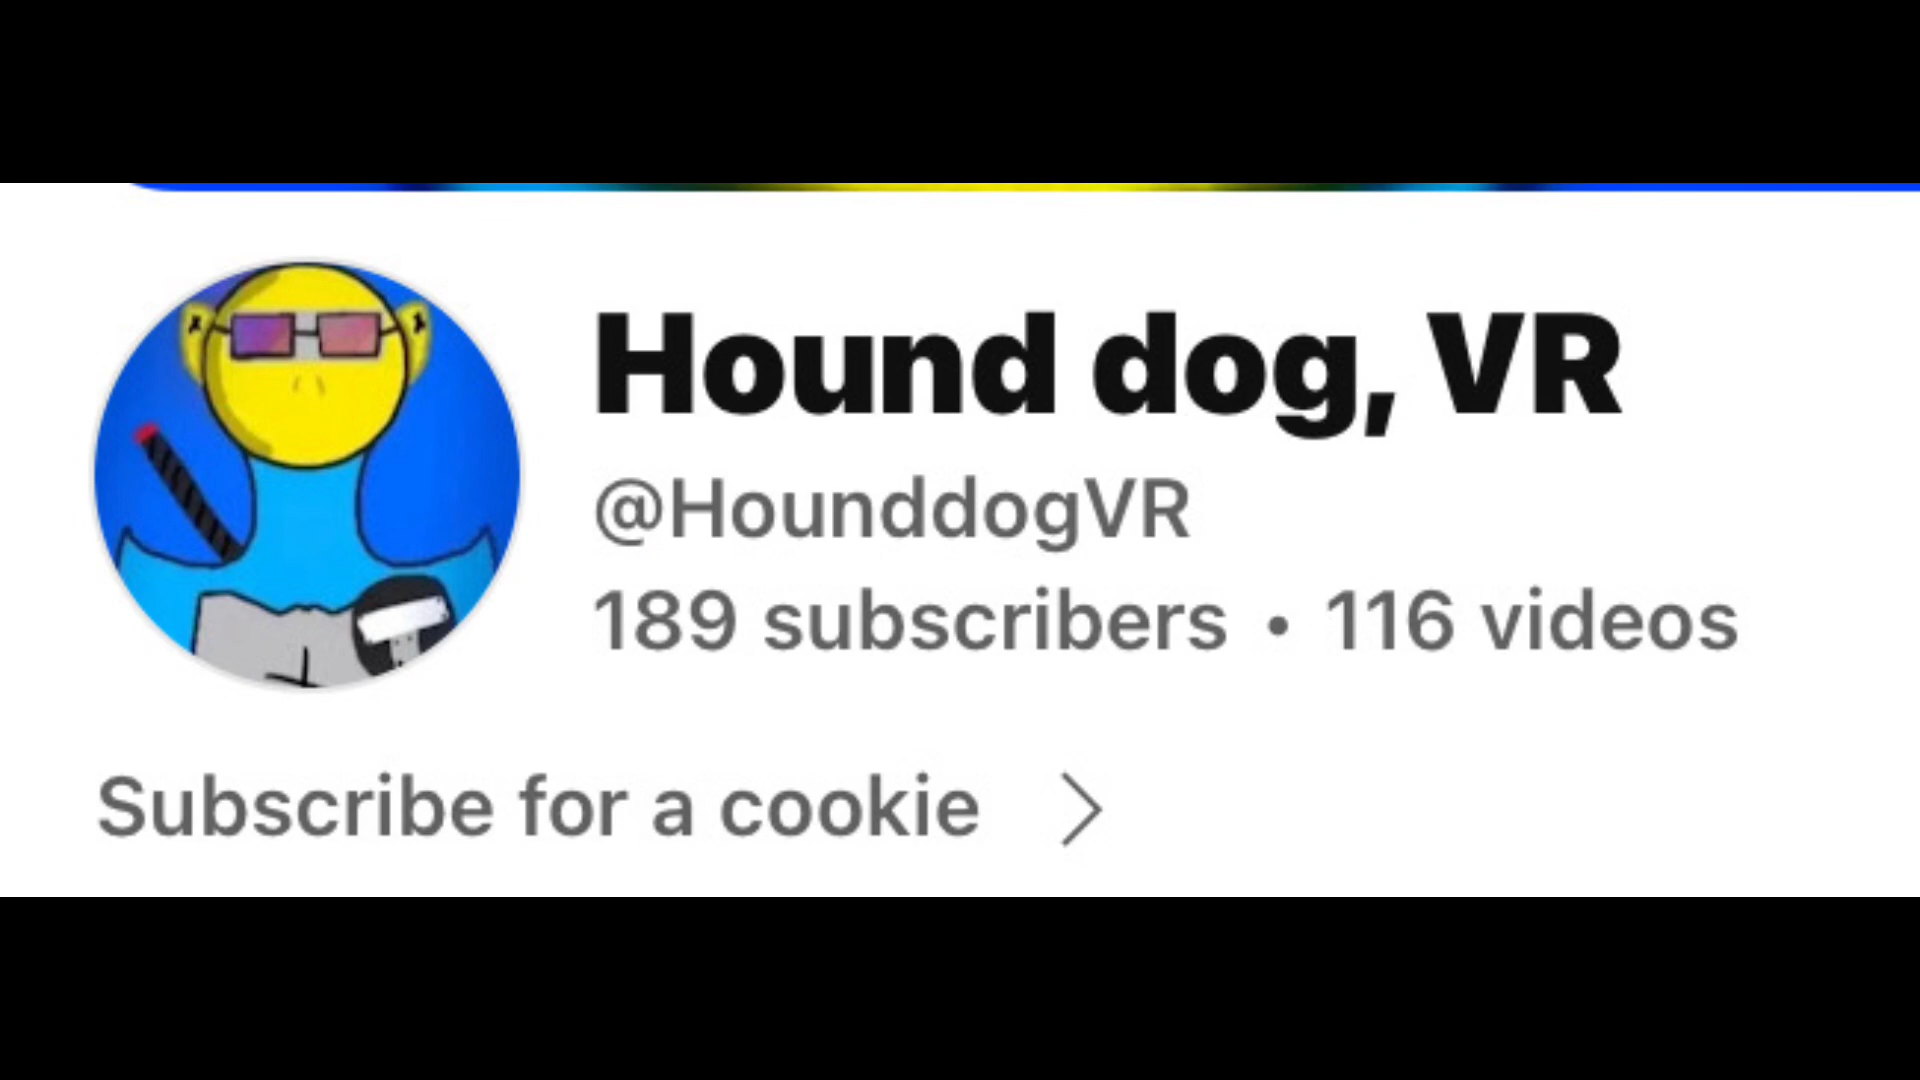 Hound dog, VR
@HounddogVR
189 subscribers • 116 videos
Subscribe for a cookie